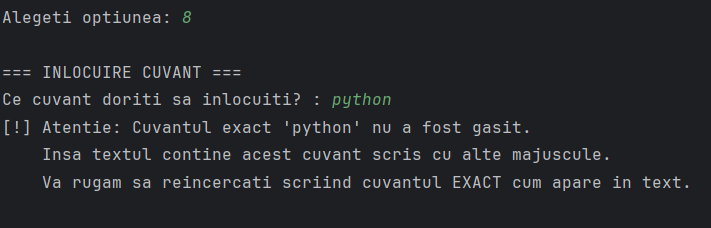 Alegeti optiunea: 8
=== INLOCUIRE CUVANT ===
Ce cuvant doriti sa inlocuiti? : python
[!] Atentie: Cuvantul exact 'python' nu a fost gasit.
Insa textul contine acest cuvant scris cu alte majuscule.
Va rugam sa reincercati scriind cuvantul EXACT cum apare in text.